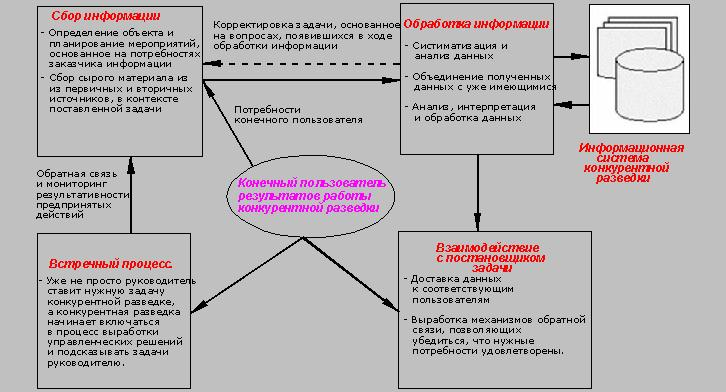 Сбор информации
- Определение объекта и
планирование мероприятий,
основанное на потребностях
заказчика информации
- Сбор сырого материала из
из первичных и вторичных
источников, в контексте
поставленной задачи
Корректировка задачи, основанное
на вопросах, появившихся в ходе
обработки информации
Обработка информации
- Систиматизация и
анализ данных
- Объединение полученных
данных с уже имеющимися
- Анализ, интерпретация
и обработка данных
Информационная
система
конкурентной
разведки
Потребности
конечного пользователя
Обратная связь
и мониторинг
результативности
предпринятых
действий
Конечный пользователь
результатов работы
конкурентной разведки
Встречный процесс.
- Уже не просто руководитель
ставит нужную задачу
конкурентной разведке,
а конкурентная разведка
начинает включаться
в процесс выработки
управленческих решений
и подсказывать задачи
руководителю.
Взаимодействие
с постановщиком
задачи
- Доставка данных
к соответствующим
пользователям
- Выработка механизмов обратной
связи, позволяющих
убедиться, что нужные
потребности удовлетворены.